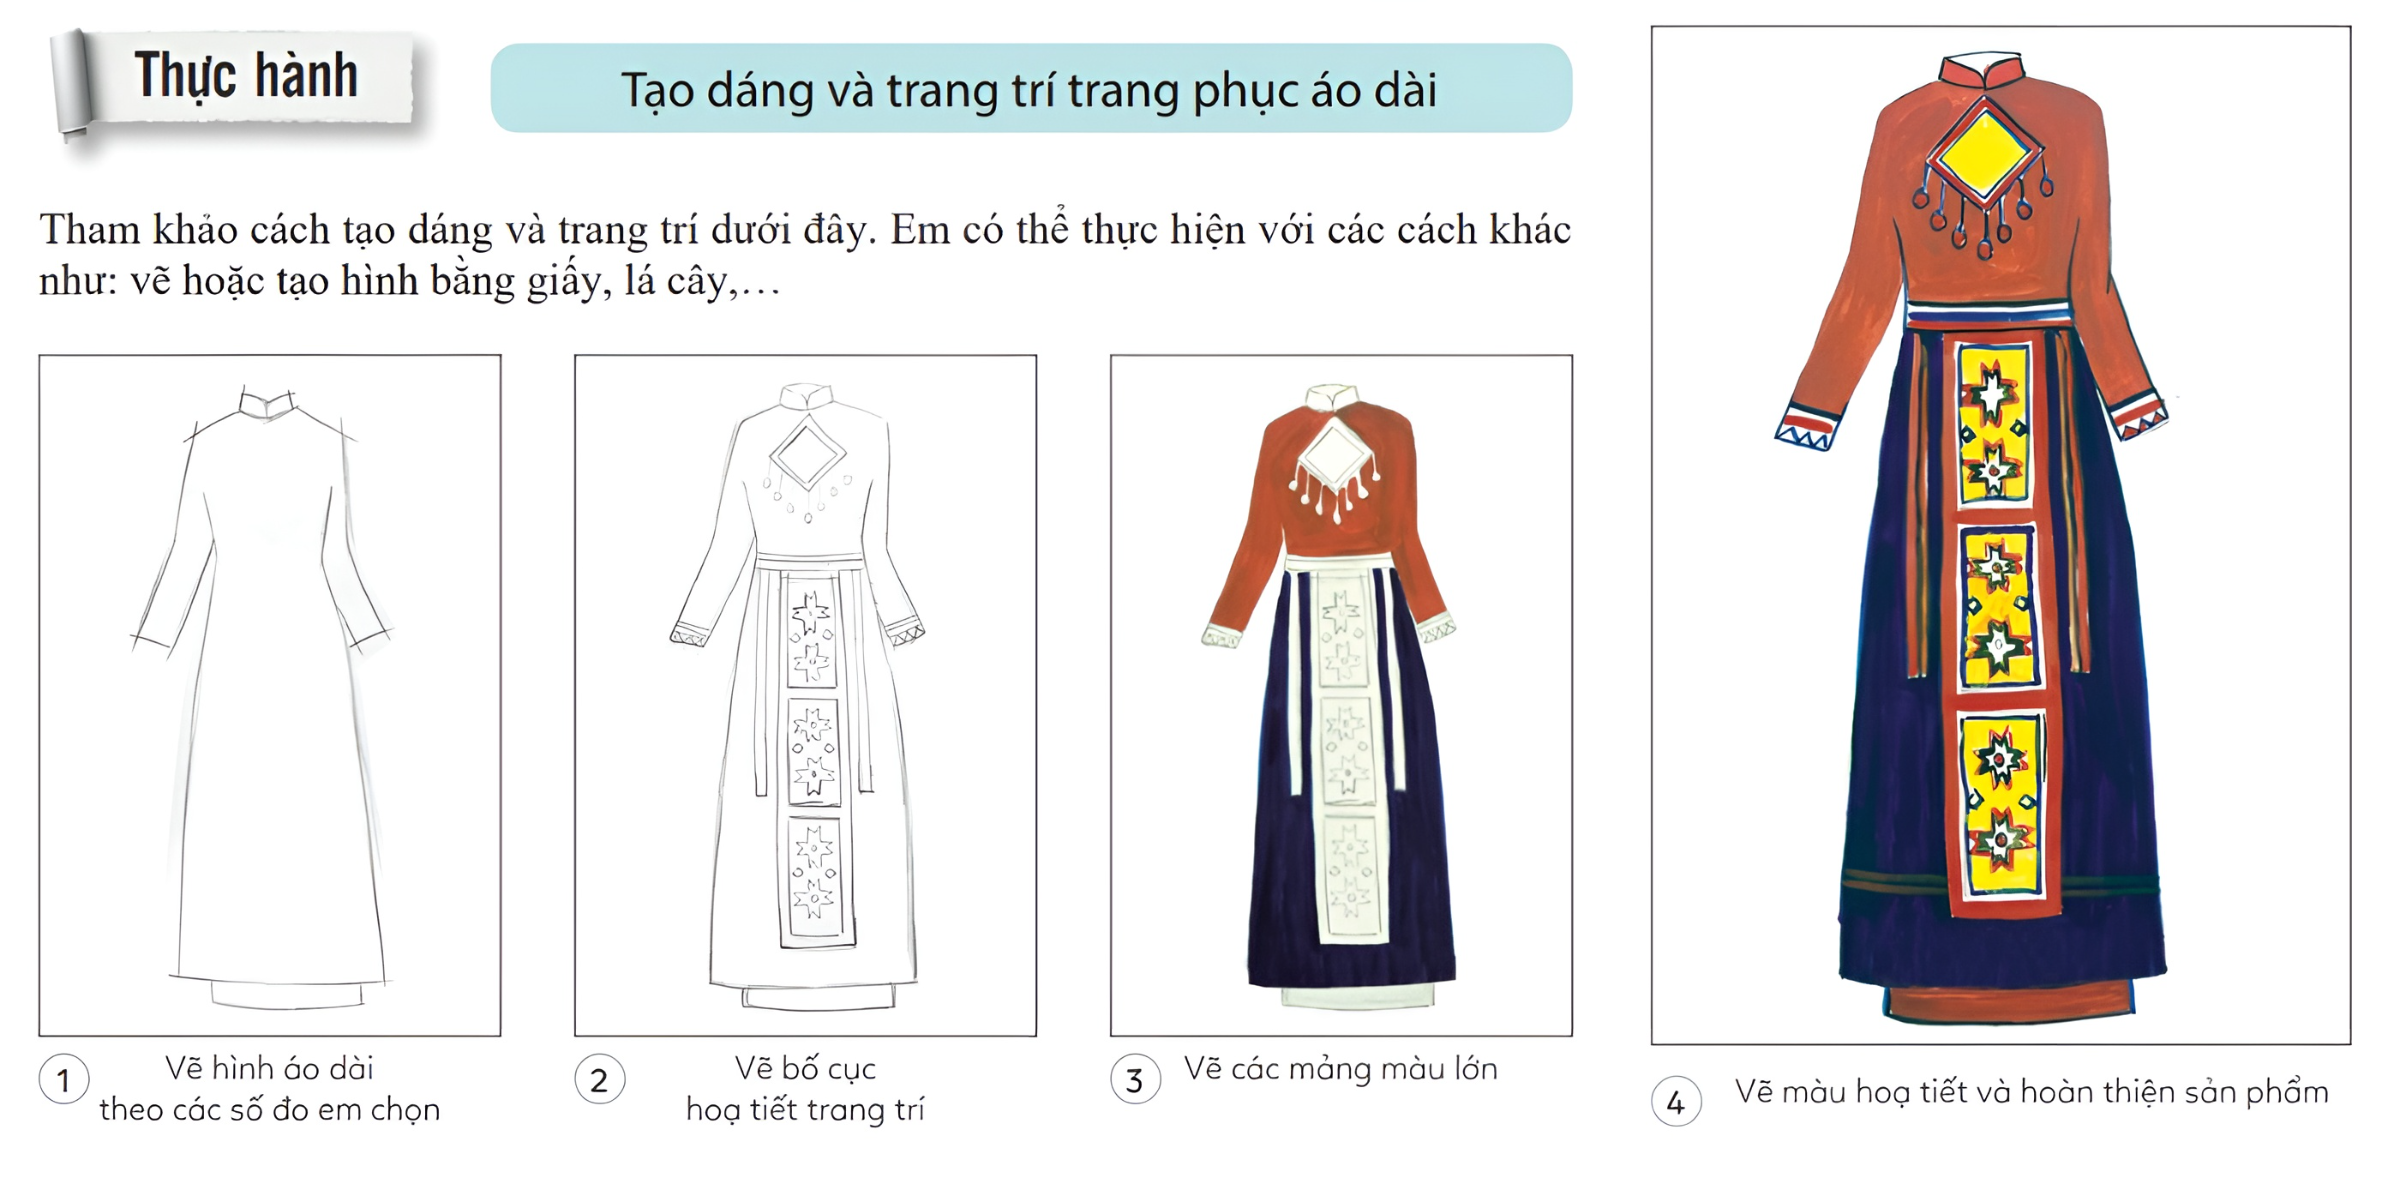 Thực hành
Tạo dáng và trang trí trang phục áo dài
Tham khảo cách tạo dáng và trang trí dưới đây. Em có thể thực hiện với các cách khác
như: vẽ hoặc tạo hình bằng giấy, lá cây,…
1 Vẽ hình áo dài
theo các số đo em chọn
2 Vẽ bố cục
hoạ tiết trang trí
3 Vẽ các mảng màu lớn
4 Vẽ màu hoạ tiết và hoàn thiện sản phẩm